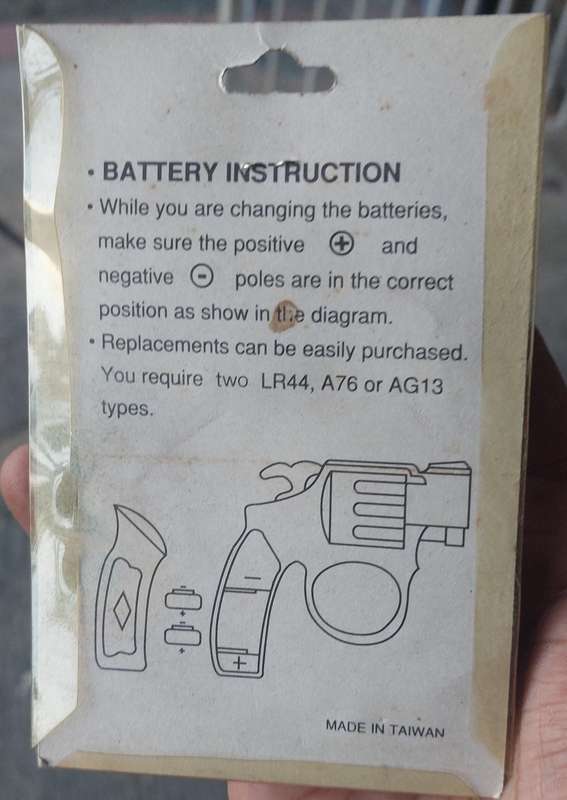 • BATTERY INSTRUCTION
• While you are changing the batteries,
make sure the positive ⊕ and
negative ⊖ poles are in the correct
position as show in the diagram.
• Replacements can be easily purchased.
You require two LR44, A76 or AG13
types.
-
+
-
+
-
+
MADE IN TAIWAN